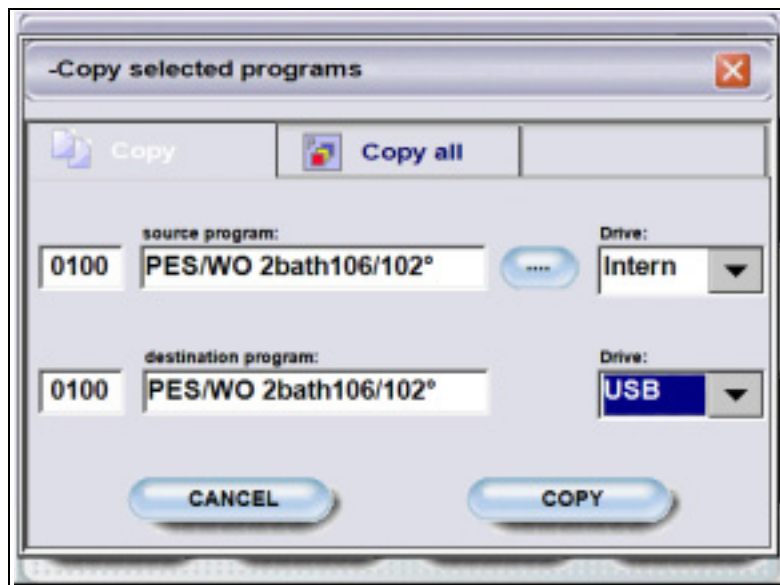 -Copy selected programs
Copy
Copy all
source program:
Drive:
0100
PES/WO 2bath106/102°
....
Intern
destination program:
Drive:
0100
PES/WO 2bath106/102°
USB
CANCEL
COPY